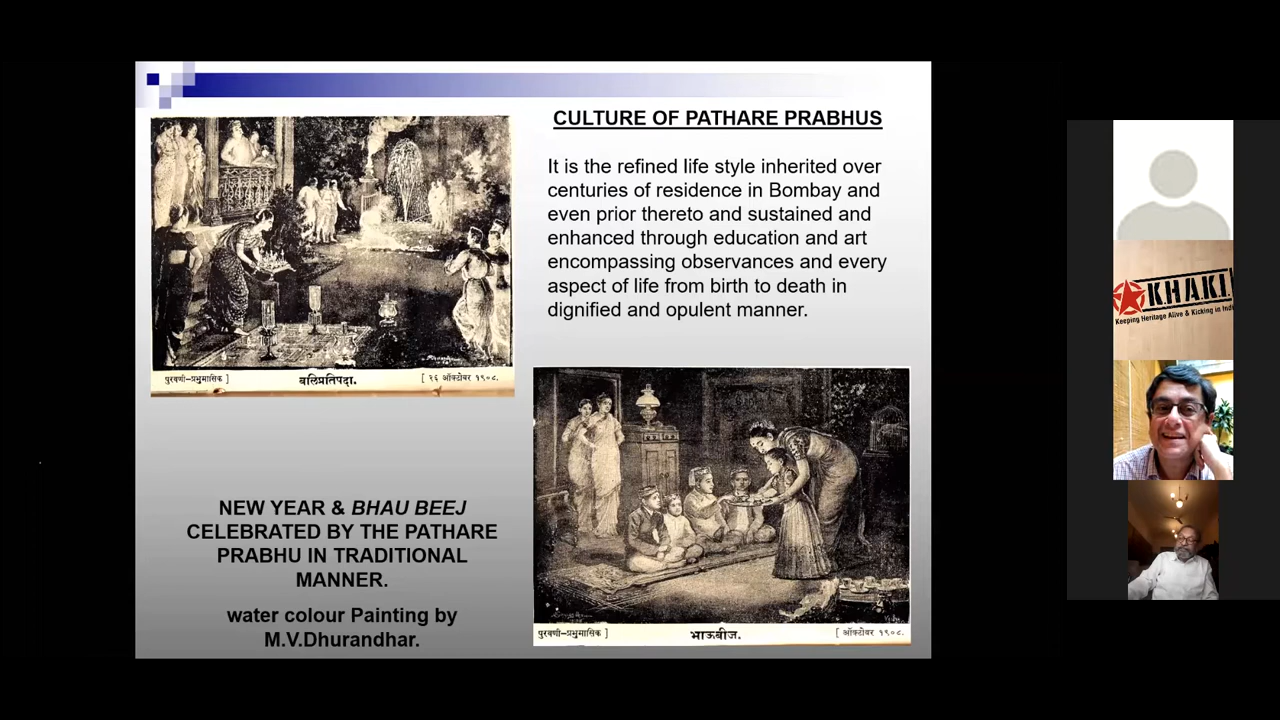 CULTURE OF PATHARE PRABHUS
It is the refined life style inherited over
centuries of residence in Bombay and
even prior thereto and sustained and
enhanced through education and art
encompassing observances and every
aspect of life from birth to death in
dignified and opulent manner.
पुरवणी–प्रभुमासिक ]
बलिप्रतिपदा.
[ २६ ऑक्टोबर १९०८.
NEW YEAR & BHAU BEEJ
CELEBRATED BY THE PATHARE
PRABHU IN TRADITIONAL
MANNER.
water colour Painting by
M.V.Dhurandhar.
पुरवणी–प्रभुमासिक ]
भाऊबीज.
[ ऑक्टोबर १९०८.
K.H.A.K.I.
Keeping Heritage Alive & Kicking in